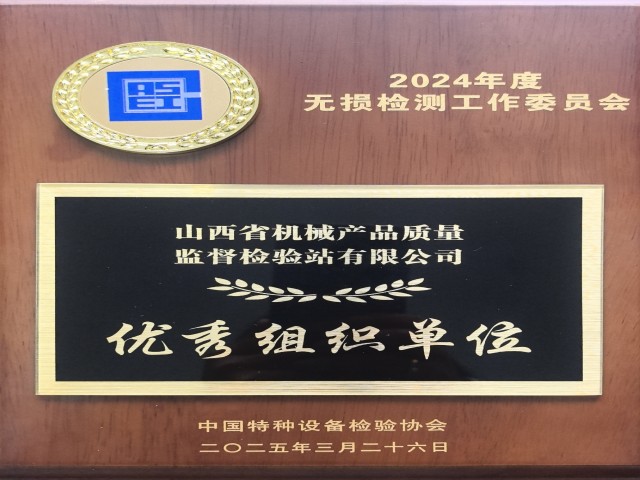 CASEI
2024年度
无损检测工作委员会
山西省机械产品质量
监督检验站有限公司
优秀组织单位
中国特种设备检验协会
二〇二五年三月二十六日